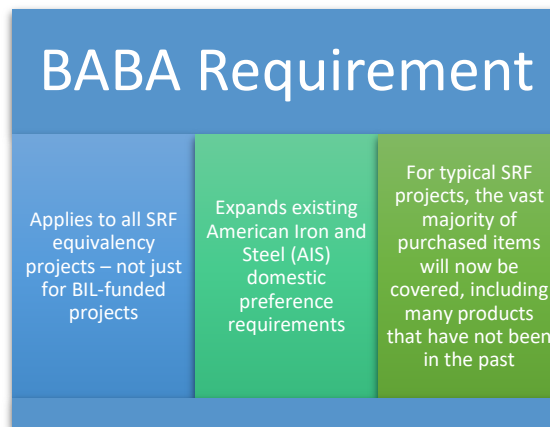 BABA Requirement
Applies to all SRF
equivalency
projects – not just
for BIL-funded
projects
Expands existing
American Iron and
Steel (AIS)
domestic
preference
requirements
For typical SRF
projects, the vast
majority of
purchased items
will now be
covered, including
many products
that have not been
in the past